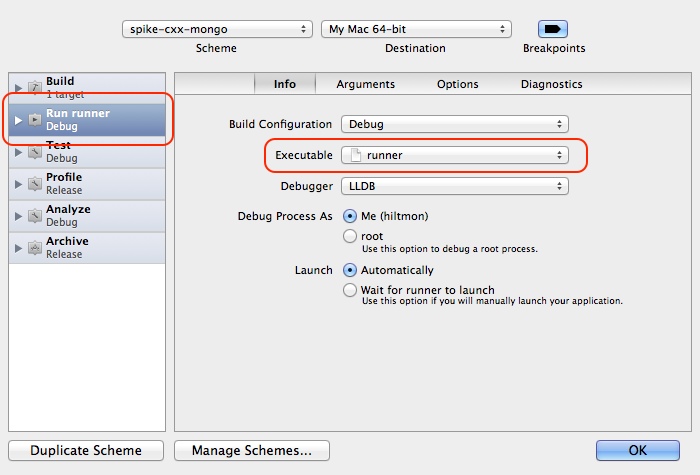 spike-cxx-mongo
My Mac 64-bit
Scheme
Destination
Breakpoints
Build
1 target
Run runner
Debug
Test
Debug
Profile
Release
Analyze
Debug
Archive
Release
Info
Arguments
Options
Diagnostics
Build Configuration
Debug
Executable
runner
Debugger
LLDB
Debug Process As
Me (hiltmon)
root
Use this option to debug a root process.
Launch
Automatically
Wait for runner to launch
Use this option if you will manually launch your application.
Duplicate Scheme
Manage Schemes...
OK